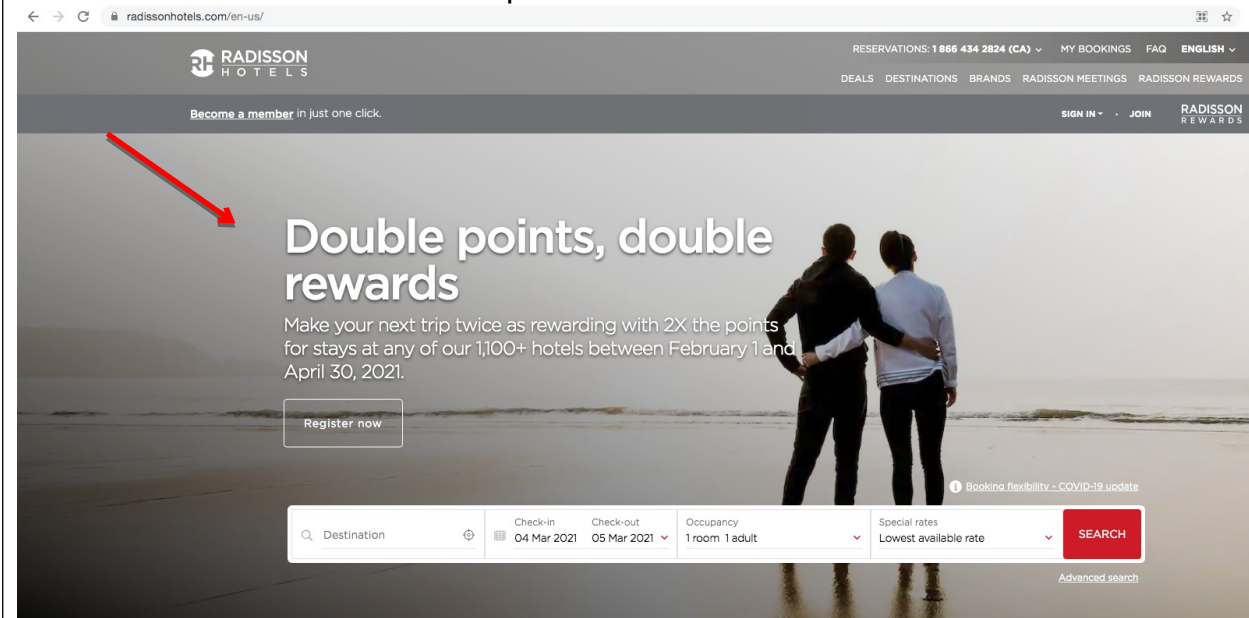 radissonhotels.com/en-us/
RH RADISSON
HOTELS
RESERVATIONS: 1 866 434 2824 (CA) MY BOOKINGS FAQ ENGLISH
DEALS DESTINATIONS BRANDS RADISSON MEETINGS RADISSON REWARDS
Become a member in just one click.
SIGN IN · JOIN
RADISSON
REWARDS
Double points, double
rewards
Make your next trip twice as rewarding with 2X the points
for stays at any of our 1,100+ hotels between February 1 and
April 30, 2021.
Register now
Booking flexibility - COVID-19 update
Destination
Check-in
04 Mar 2021
Check-out
05 Mar 2021
Occupancy
1 room 1 adult
Special rates
Lowest available rate
SEARCH
Advanced search